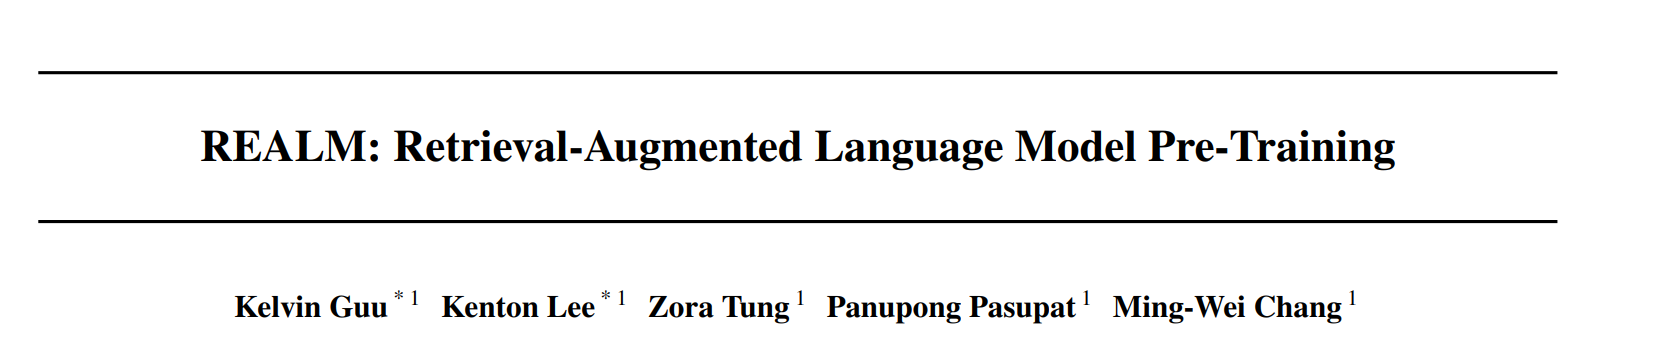 REALM: Retrieval-Augmented Language Model Pre-Training
Kelvin Guu * 1 Kenton Lee * 1 Zora Tung 1 Panupong Pasupat 1 Ming-Wei Chang 1